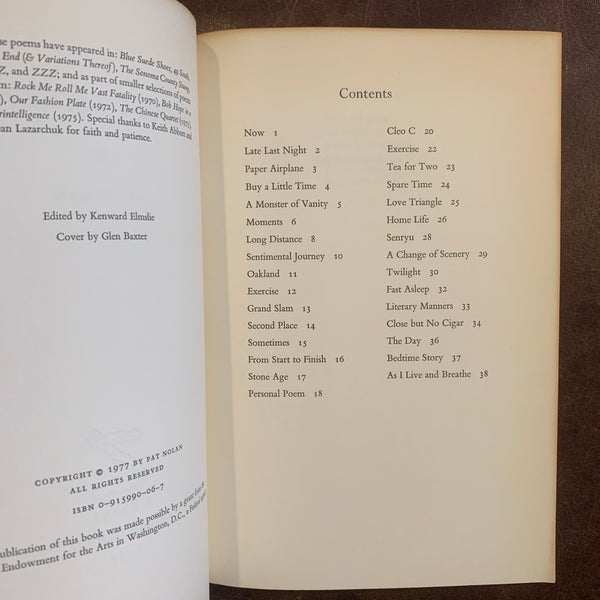 se poems have appeared in: Blue Suede Shoes, 49 South,
End (& Variations Thereof), The Sonoma County Stump,
Z, and ZZZ; and as part of smaller selections of poems
m: Rock Me Roll Me Vast Fatality (1970), Bob Hope in a
), Our Fashion Plate (1972), The Chinese Quartet (1973),
rintelligence (1975). Special thanks to Keith Abbott and
an Lazarchuk for faith and patience.
Edited by Kenward Elmslie
Cover by Glen Baxter
COPYRIGHT © 1977 BY PAT NOLAN
ALL RIGHTS RESERVED
ISBN 0-915990-06-7
ublication of this book was made possible by a grant from
Endowment for the Arts in Washington, D.C., a Federal
Contents
Now 1
Late Last Night 2
Paper Airplane 3
Buy a Little Time 4
A Monster of Vanity 5
Moments 6
Long Distance 8
Sentimental Journey 10
Oakland 11
Exercise 12
Grand Slam 13
Second Place 14
Sometimes 15
From Start to Finish 16
Stone Age 17
Personal Poem 18
Cleo C 20
Exercise 22
Tea for Two 23
Spare Time 24
Love Triangle 25
Home Life 26
Senryu 28
A Change of Scenery 29
Twilight 30
Fast Asleep 32
Literary Manners 33
Close but No Cigar 34
The Day 36
Bedtime Story 37
As I Live and Breathe 38